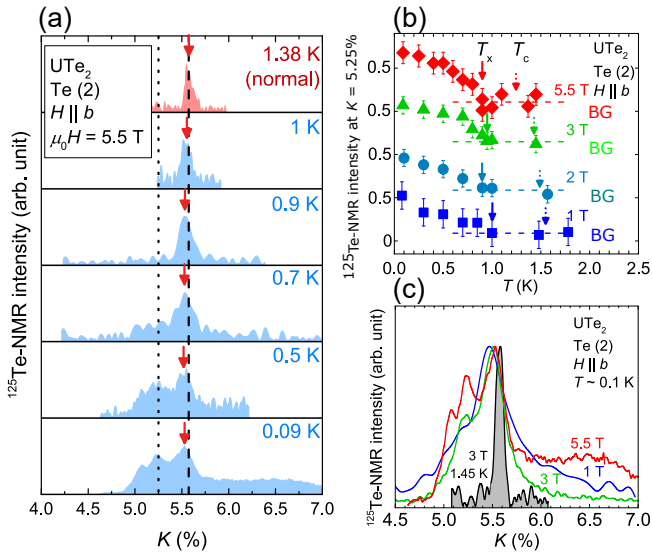 (a)
UTe2
Te (2)
H || b
μ0H = 5.5 T
1.38 K
(normal)
1 K
0.9 K
0.7 K
0.5 K
0.09 K
125Te-NMR intensity (arb. unit)
4.0 4.5 5.0 5.5 6.0 6.5 7.0
K (%)
(b)
Tx
Tc
UTe2
Te (2)
H || b
5.5 T
BG
3 T
BG
2 T
BG
1 T
BG
0.5
0.5
0.5
0.5
0
125Te-NMR intensity at K = 5.25%
0.0 0.5 1.0 1.5 2.0 2.5
T (K)
(c)
UTe2
Te (2)
H || b
T ~ 0.1 K
5.5 T
1 T
3 T
3 T
1.45 K
125Te-NMR intensity (arb. unit)
4.5 5.0 5.5 6.0 6.5 7.0
K (%)